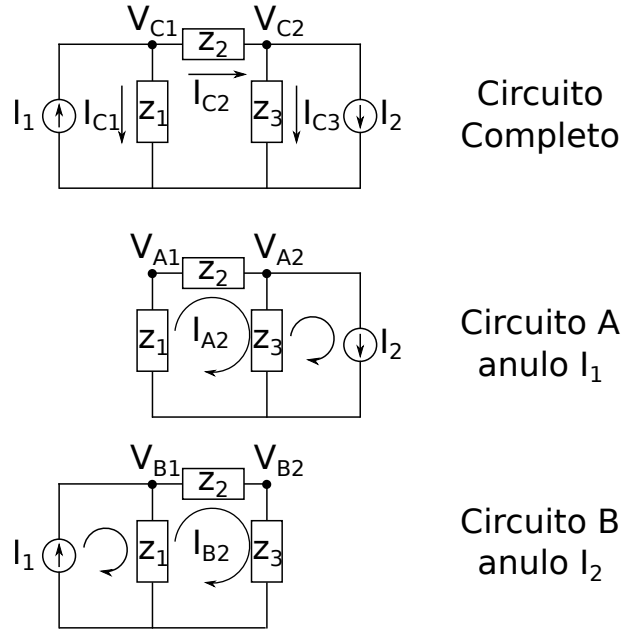 V_C1 V_C2
z_2
I_C2
I_1 I_C1 z_1 z_3 I_C3 I_2
Circuito
Completo
V_A1 V_A2
z_2
z_1 I_A2 z_3 I_2
Circuito A
anulo I_1
V_B1 V_B2
z_2
I_1 z_1 I_B2 z_3
Circuito B
anulo I_2